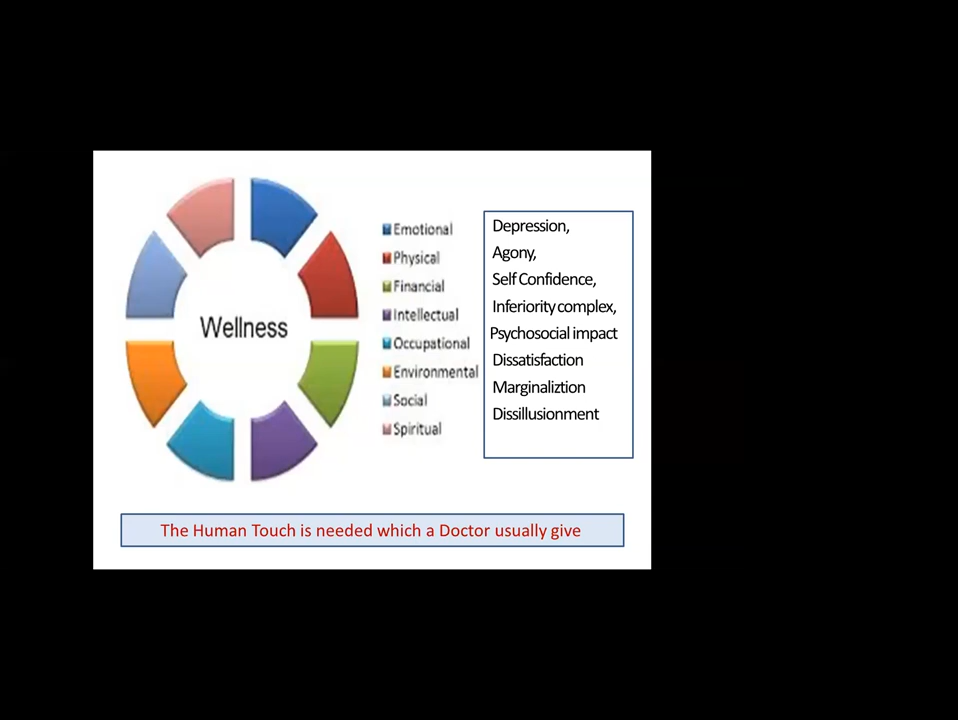 Wellness
Emotional
Physical
Financial
Intellectual
Occupational
Environmental
Social
Spiritual
Depression,
Agony,
Self Confidence,
Inferiority complex,
Psychosocial impact
Dissatisfaction
Marginaliztion
Dissillusionment
The Human Touch is needed which a Doctor usually give